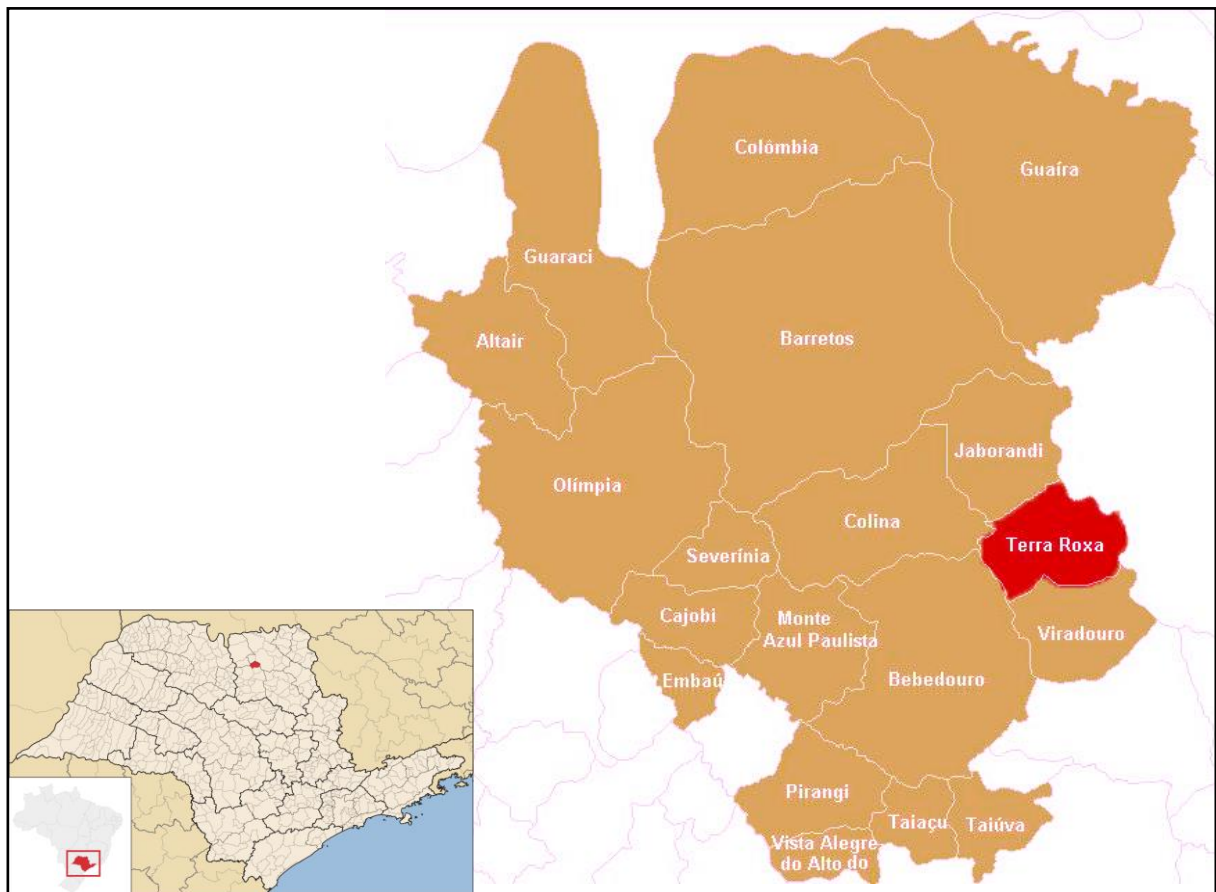 Colômbia
Guaíra
Guaraci
Altair
Barretos
Jaborandi
Olímpia
Colina
Terra Roxa
Severínia
Cajobi
Monte
Azul Paulista
Viradouro
Embaú
Bebedouro
Pirangi
Taiaçu
Taiúva
Vista Alegre
do Alto do